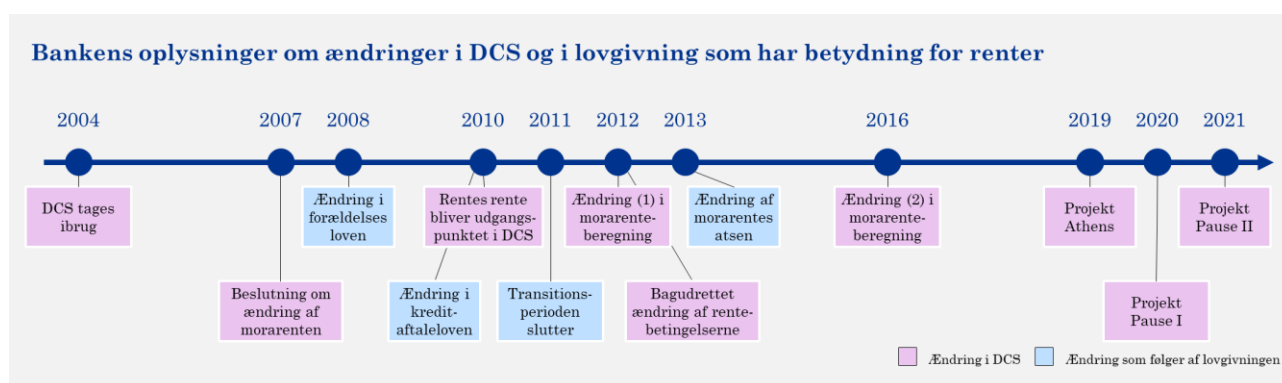 Bankens oplysninger om ændringer i DCS og i lovgivning som har betydning for renter
2004
2007
2008
2010
2011
2012
2013
2016
2019
2020
2021
DCS tages
ibrug
Ændring i
forældelses
loven
Rentes rente
bliver udgangs-
punktet i DCS
Ændring (1) i
morarente-
beregning
Ændring af
morarentes
atsen
Ændring (2) i
morarente-
beregning
Projekt
Athens
Projekt
Pause II
Beslutning om
ændring af
morarenten
Ændring i
kredit-
aftaleloven
Transitions-
perioden
slutter
Bagudrettet
ændring af rente-
betingelserne
Projekt
Pause I
Ændring i DCS
Ændring som følger af lovgivningen